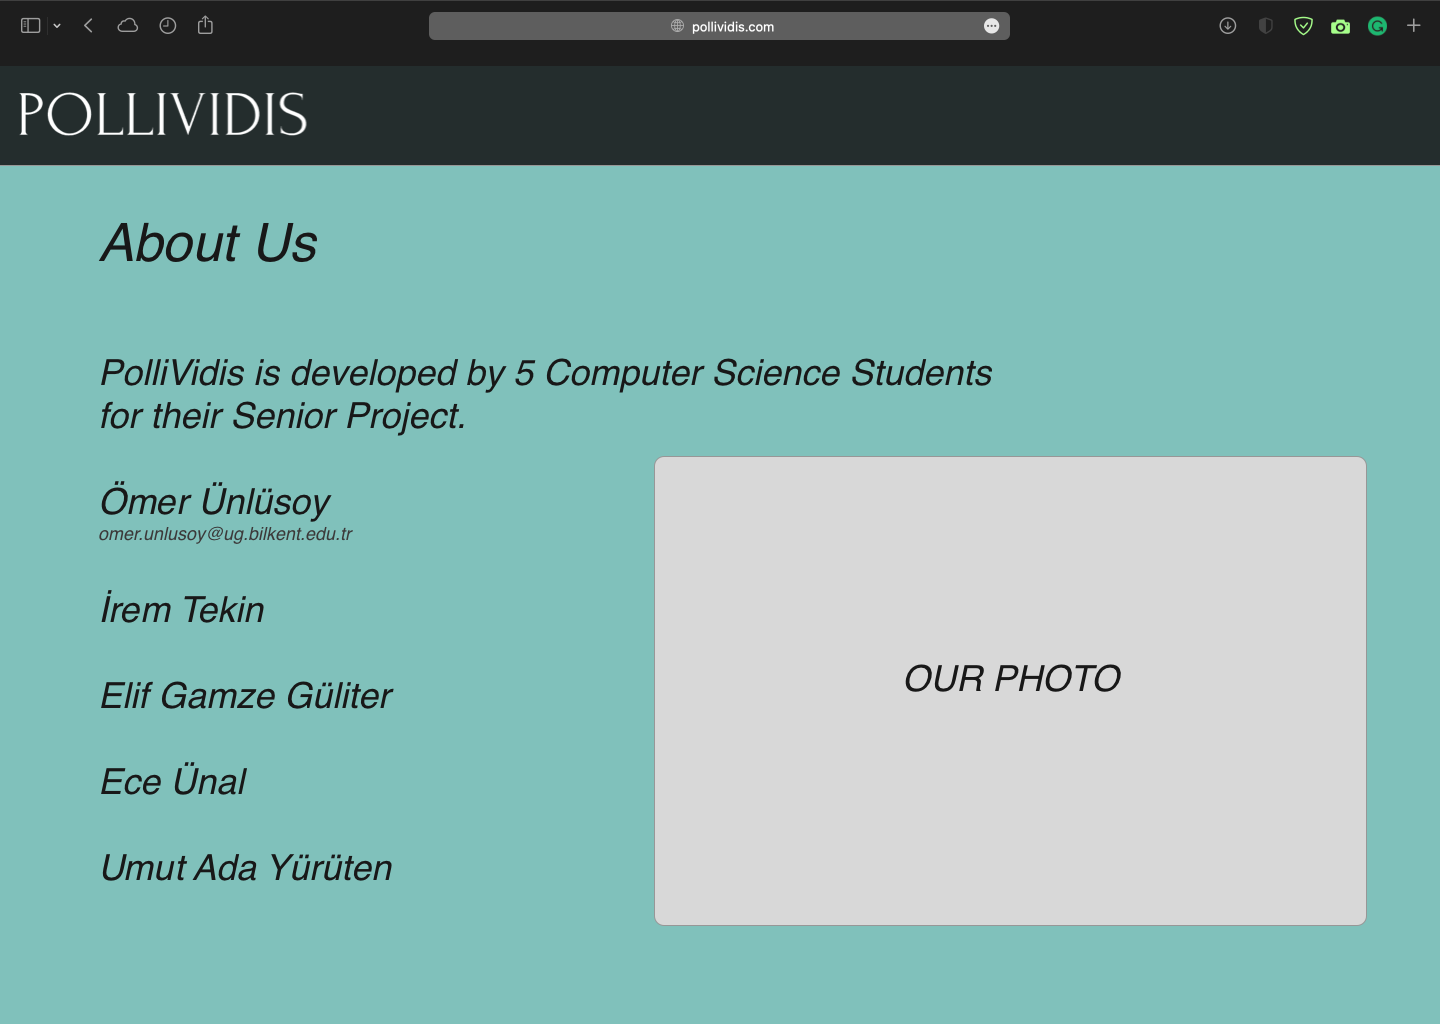 pollividis.com
POLLIVIDIS
About Us
PolliVidis is developed by 5 Computer Science Students
for their Senior Project.
Ömer Ünlüsoy
omer.unlusoy@ug.bilkent.edu.tr
İrem Tekin
Elif Gamze Güliter
Ece Ünal
Umut Ada Yürüten
OUR PHOTO